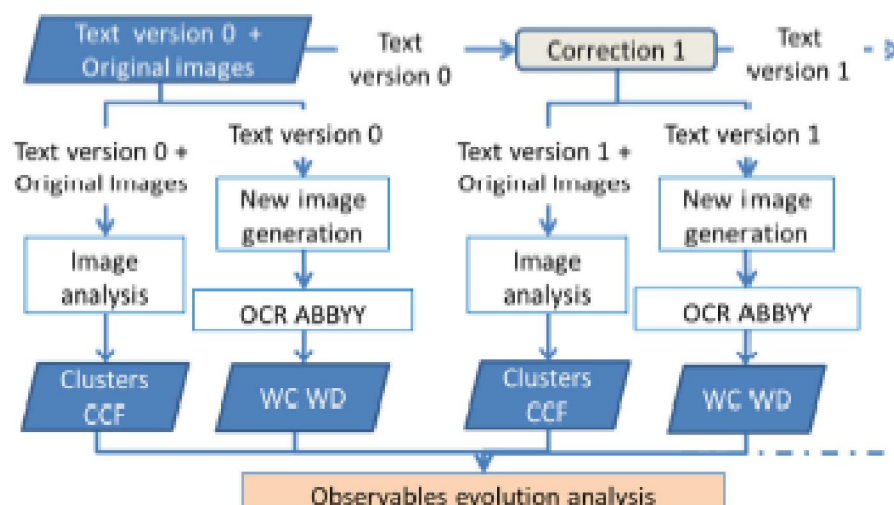 Text version 0 +
Original images
Text
version 0
Correction 1
Text
version 1
Text version 0 +
Original Images
Text version 0
Text version 1 +
Original Images
Text version 1
New image
generation
New image
generation
Image
analysis
Image
analysis
OCR ABBYY
OCR ABBYY
Clusters
CCF
WC WD
Clusters
CCF
WC WD
Observables evolution analysis